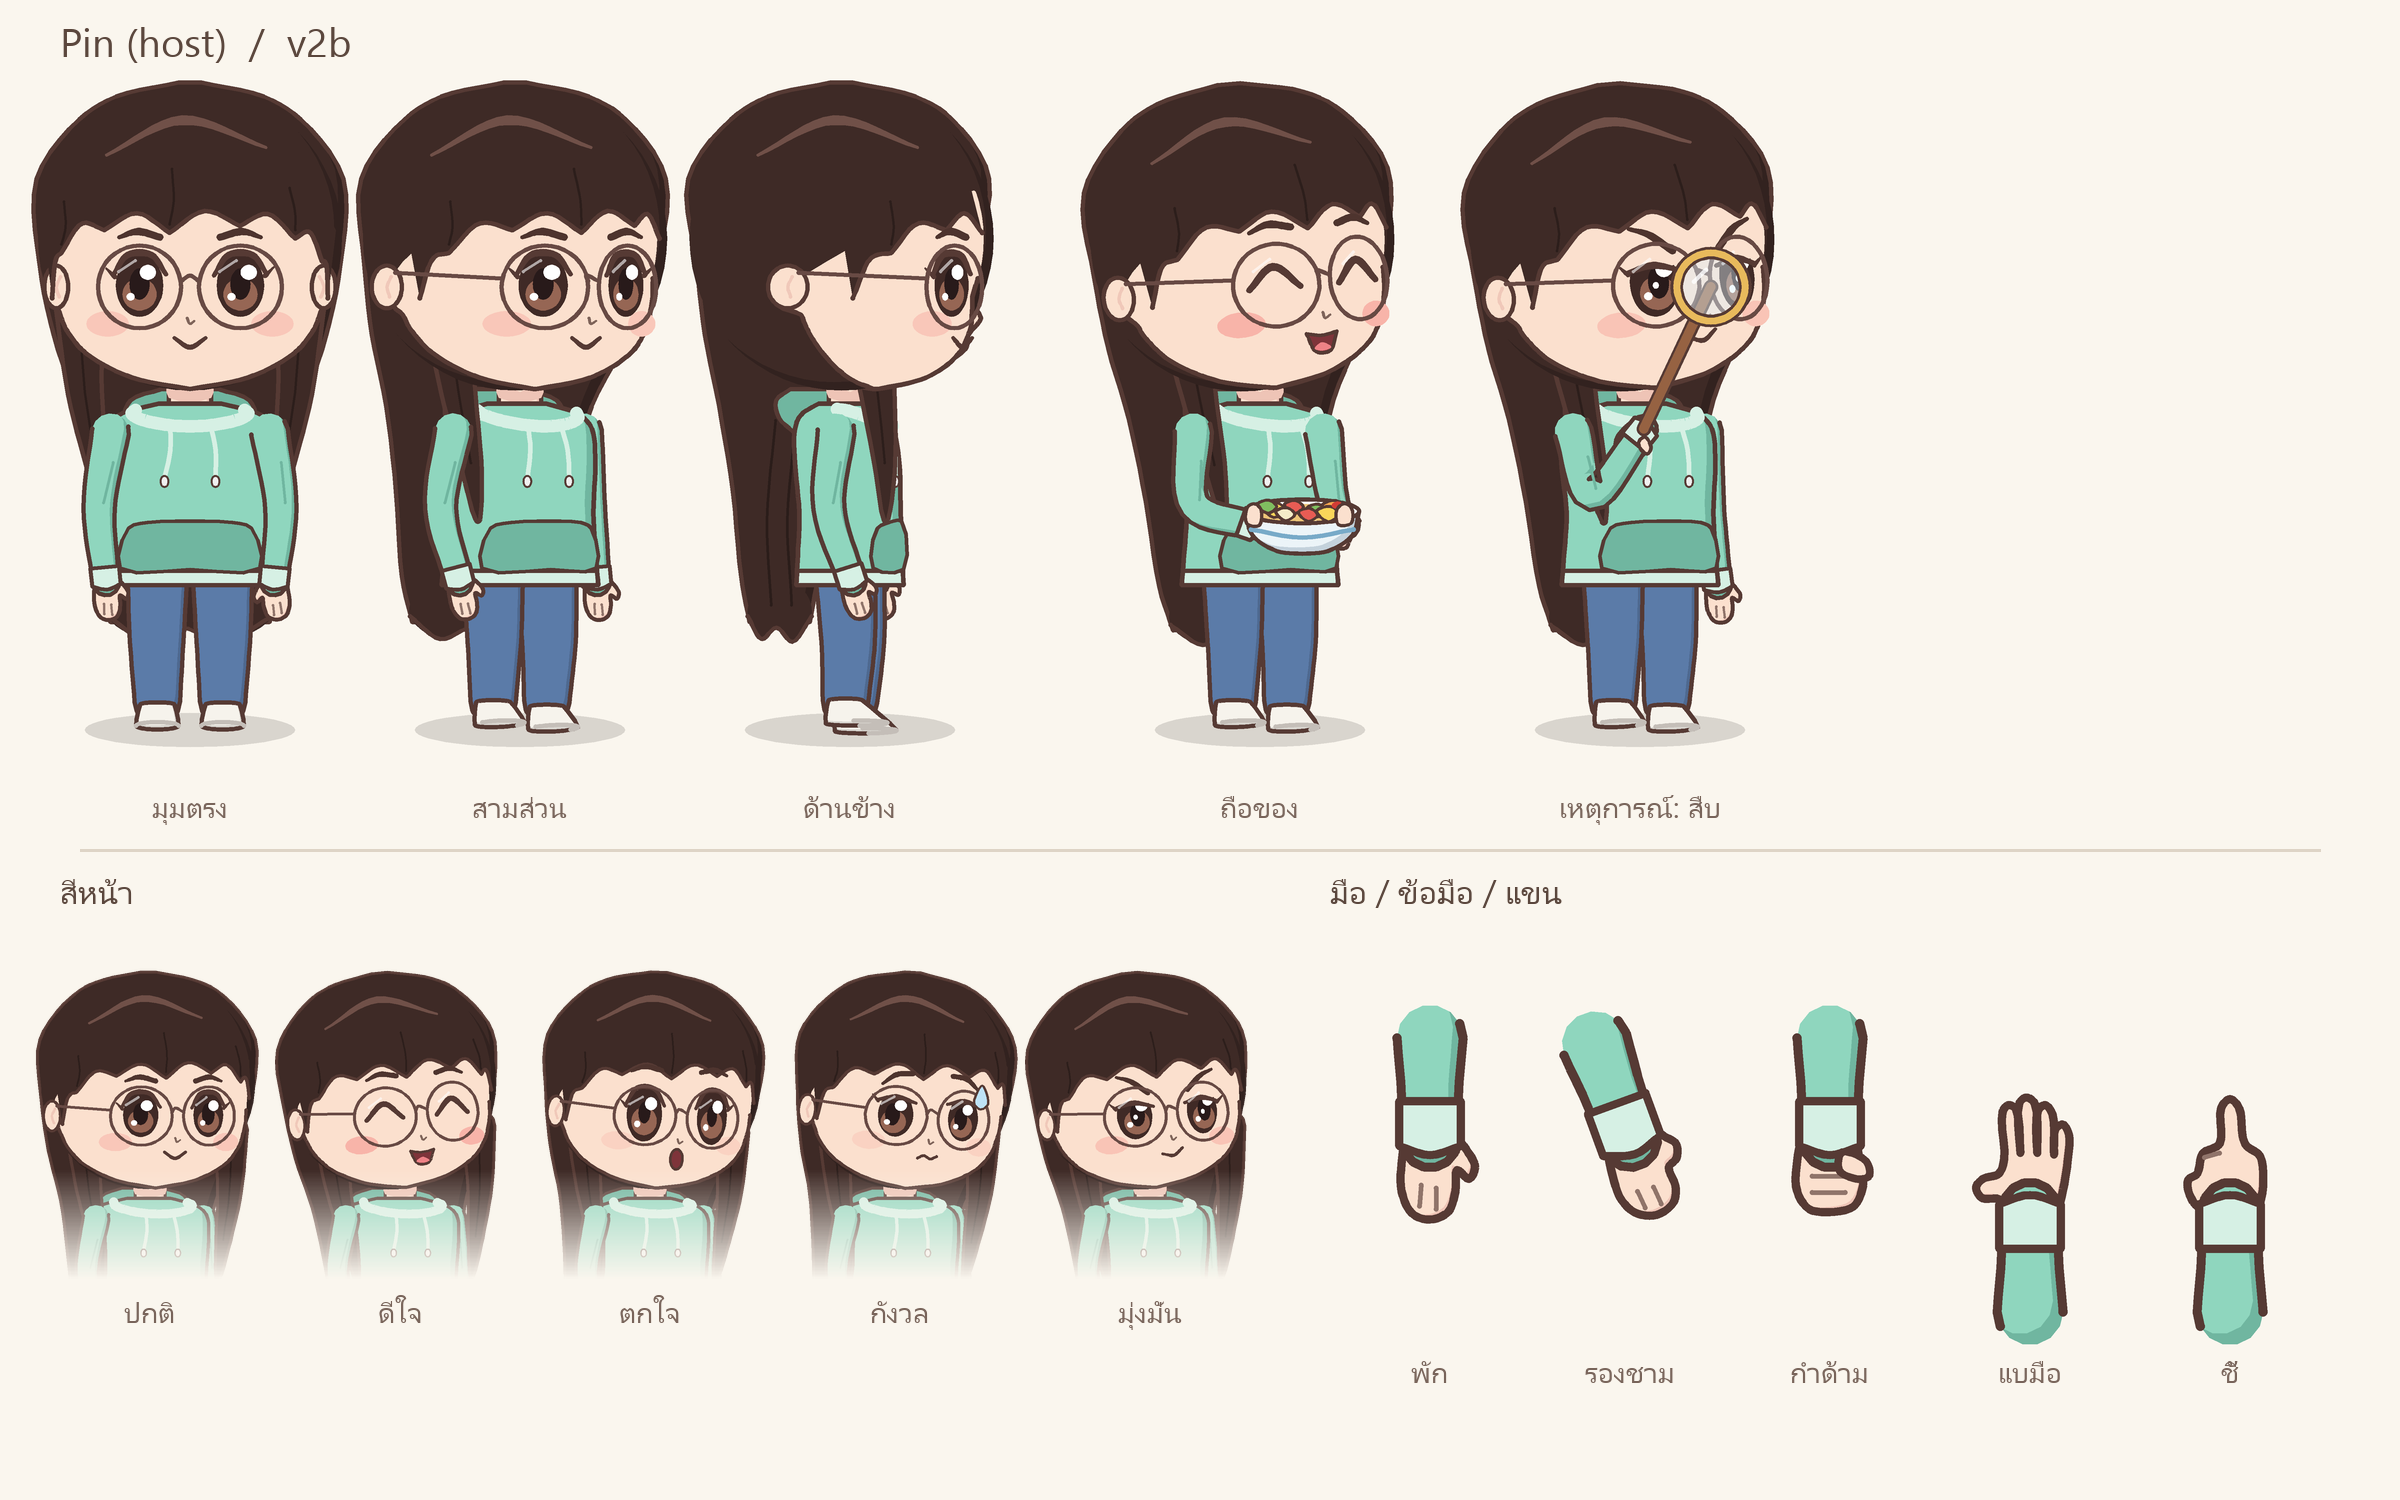 Pin (host) / v2b
มุมตรง
สามส่วน
ด้านข้าง
ถือของ
เหตุการณ์: สืบ
สีหน้า
มือ / ข้อมือ / แขน
ปกติ
ดีใจ
ตกใจ
กังวล
มุ่งมั่น
พัก
รองชาม
กำด้าม
แบมือ
ชี้